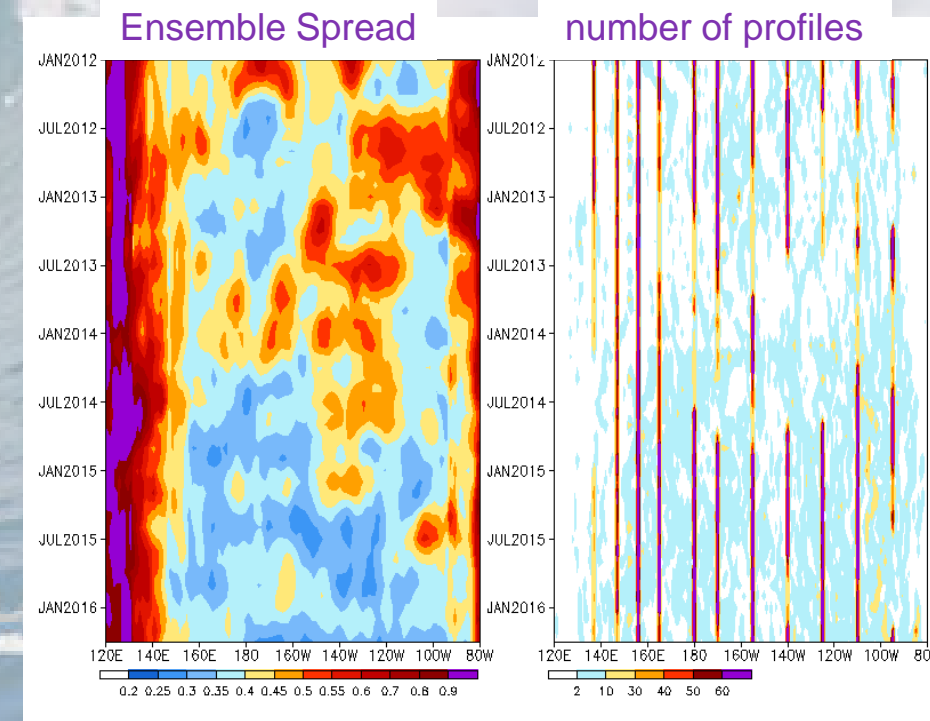 Ensemble Spread
number of profiles
JAN2012
JUL2012
JAN2013
JUL2013
JAN2014
JUL2014
JAN2015
JUL2015
JAN2016
120E 140E 160E 180 160W 140W 120W 100W 80W
0.2 0.25 0.3 0.35 0.4 0.45 0.5 0.55 0.6 0.7 0.8 0.9
JAN2012
JUL2012
JAN2013
JUL2013
JAN2014
JUL2014
JAN2015
JUL2015
JAN2016
120E 140E 160E 180 160W 140W 120W 100W 80
2 10 30 40 50 60